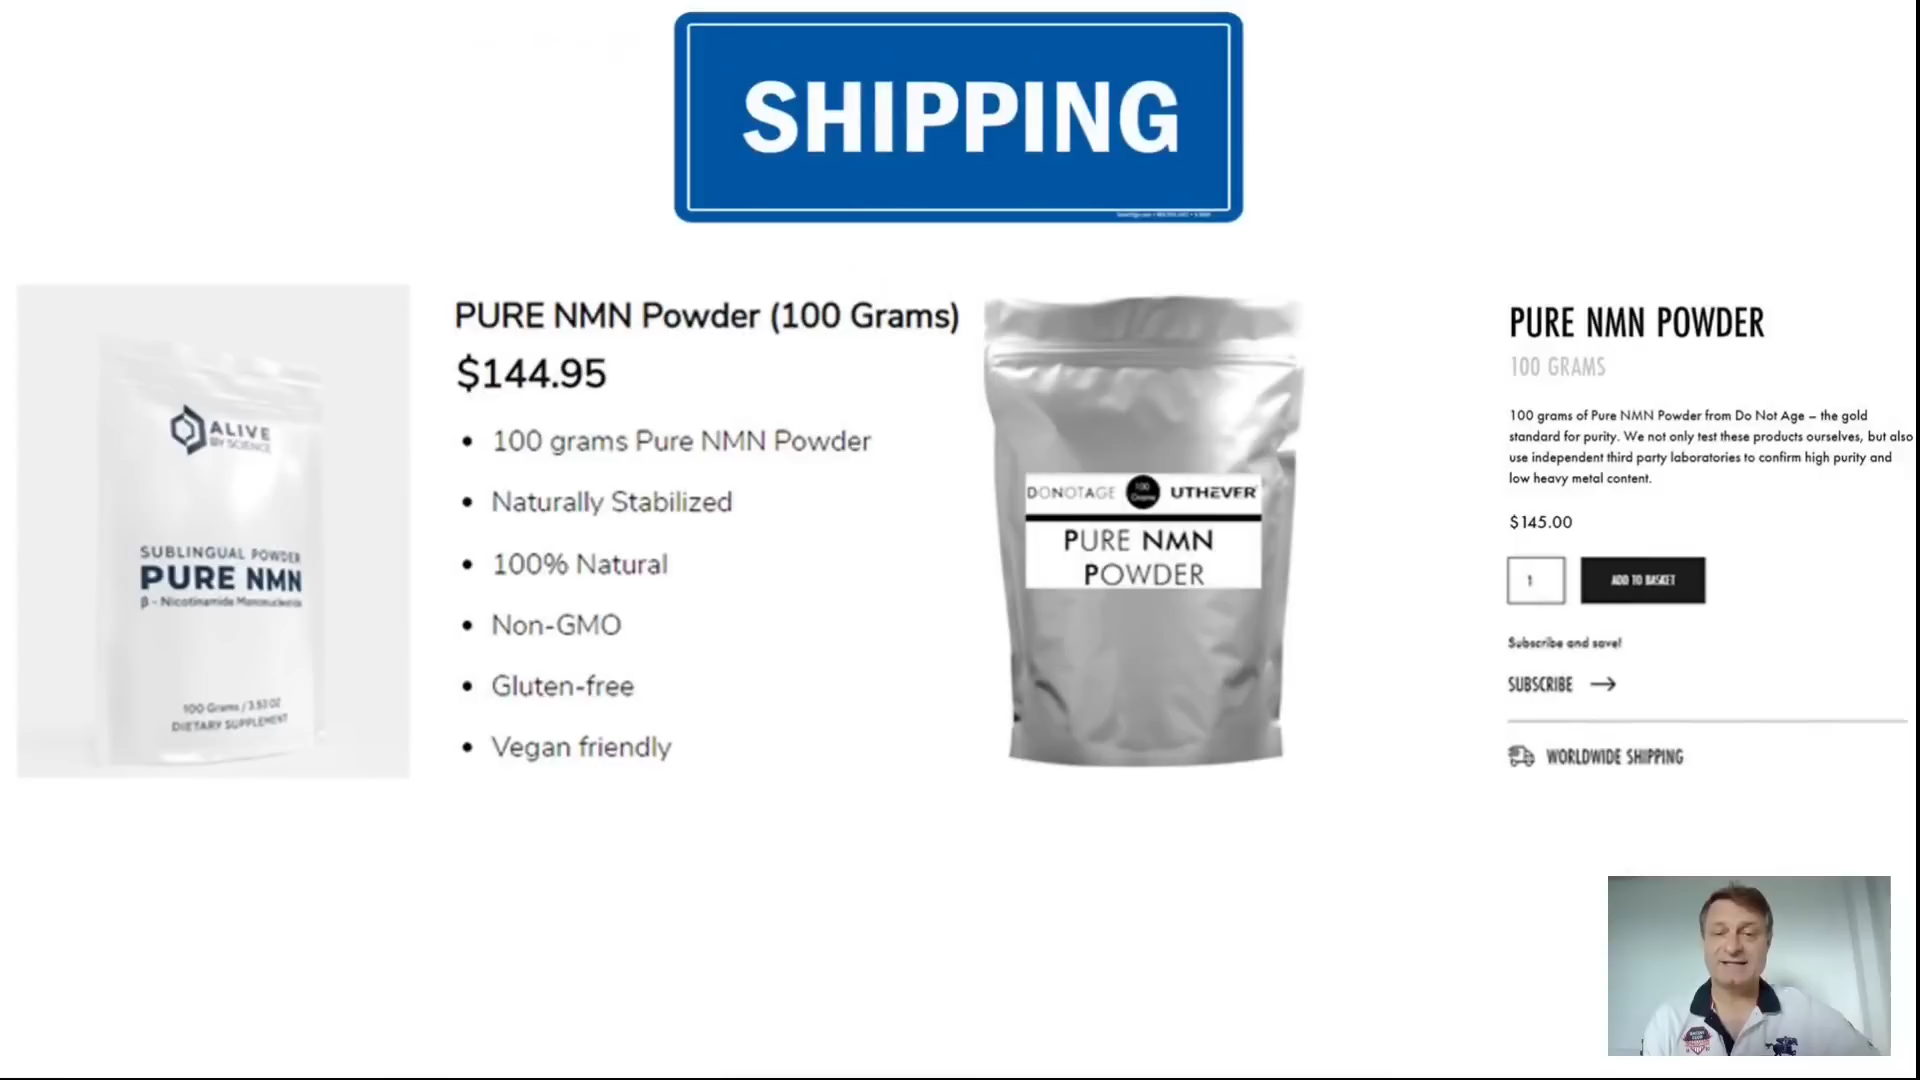 SHIPPING
ALIVE
BY SCIENCE
SUBLINGUAL POWDER
PURE NMN
β - Nicotinamide Mononucleotide
100 Grams / 3.53 OZ
DIETARY SUPPLEMENT
PURE NMN Powder (100 Grams)
$144.95
• 100 grams Pure NMN Powder
• Naturally Stabilized
• 100% Natural
• Non-GMO
• Gluten-free
• Vegan friendly
DONOTAGE 100 Grams UTHEVER
PURE NMN
POWDER
PURE NMN POWDER
100 GRAMS
100 grams of Pure NMN Powder from Do Not Age – the gold
standard for purity. We not only test these products ourselves, but also
use independent third party laboratories to confirm high purity and
low heavy metal content.
$145.00
1
ADD TO BASKET
Subscribe and save!
SUBSCRIBE
WORLDWIDE SHIPPING